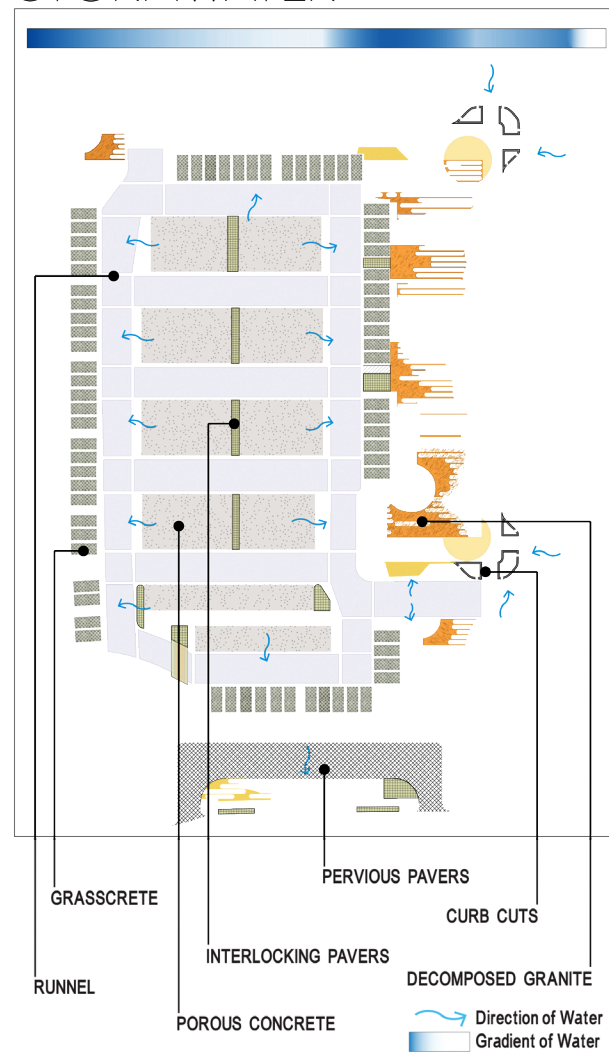 PERVIOUS PAVERS
GRASSCRETE
CURB CUTS
INTERLOCKING PAVERS
DECOMPOSED GRANITE
RUNNEL
POROUS CONCRETE
Direction of Water
Gradient of Water